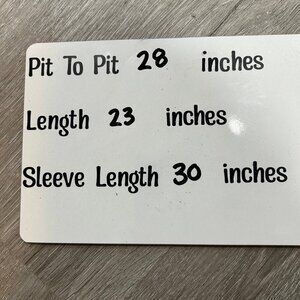 Pit To Pit 28 inches
Length 23 inches
Sleeve Length 30 inches